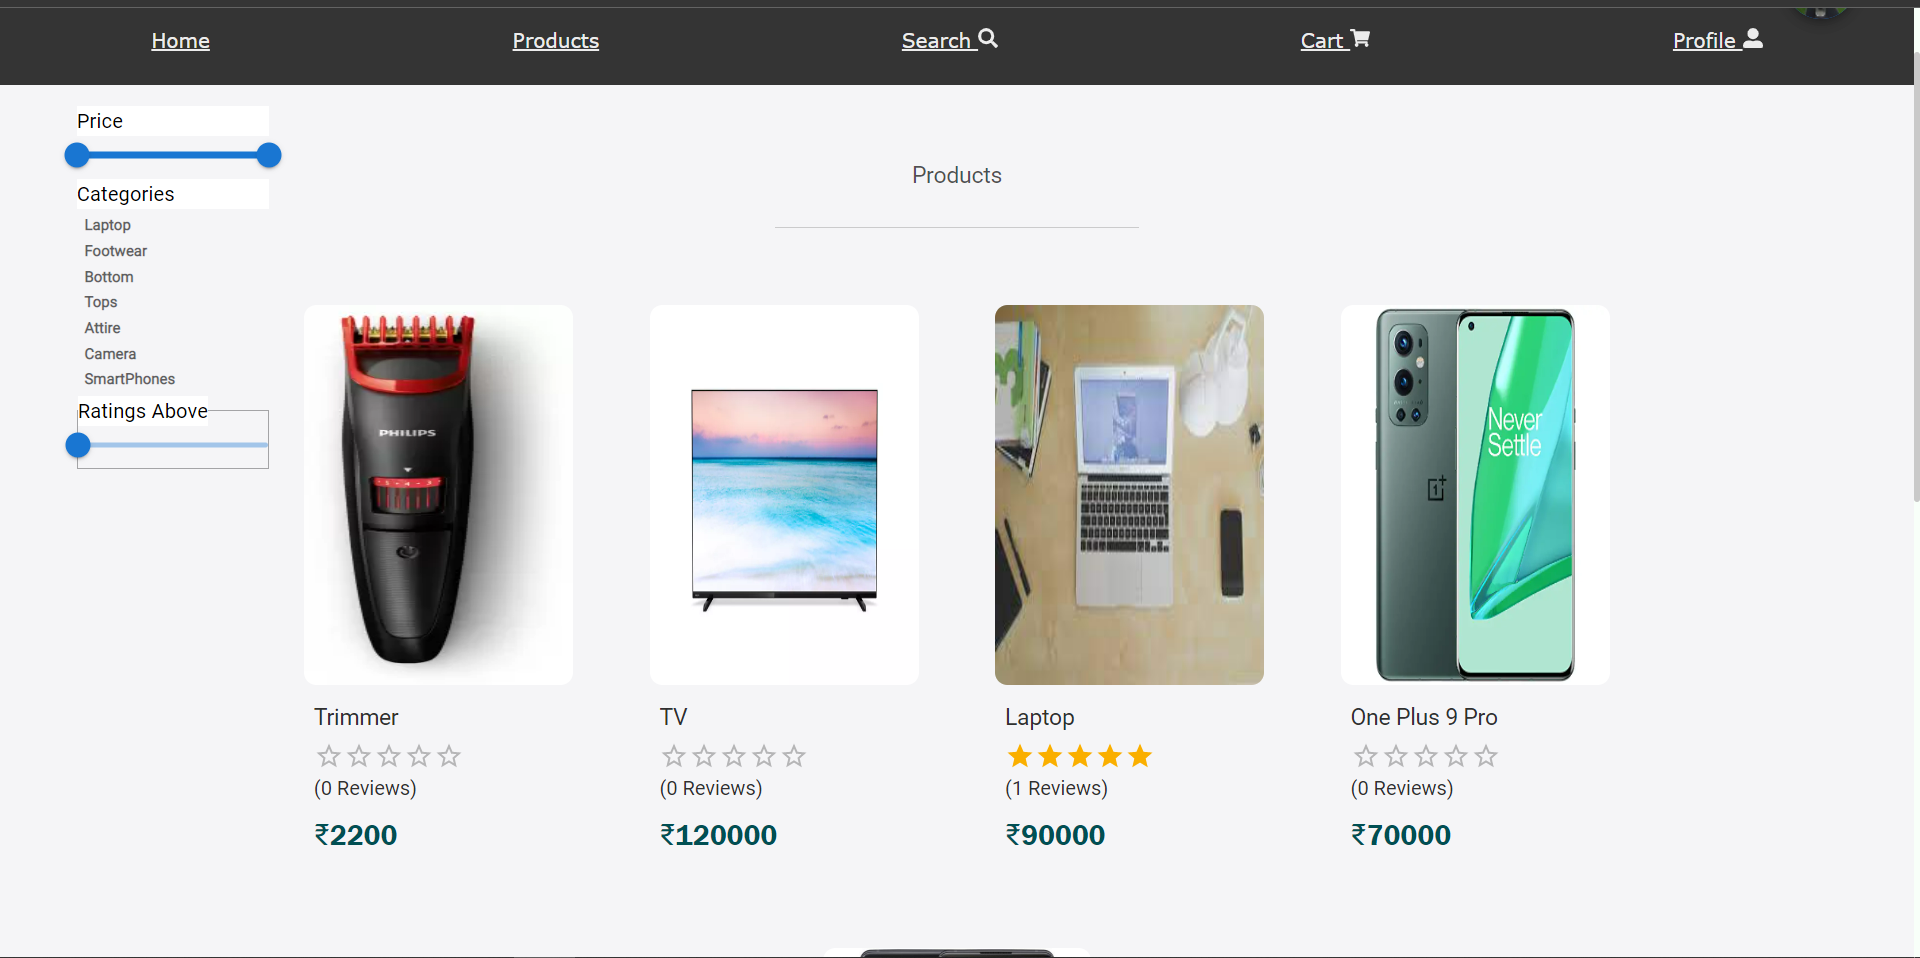 Home Products Search Cart Profile
Price
Categories
Laptop
Footwear
Bottom
Tops
Attire
Camera
SmartPhones
Ratings Above
Products
PHILIPS
Never
Settle
Trimmer
(0 Reviews)
₹2200
TV
(0 Reviews)
₹120000
Laptop
(1 Reviews)
₹90000
One Plus 9 Pro
(0 Reviews)
₹70000